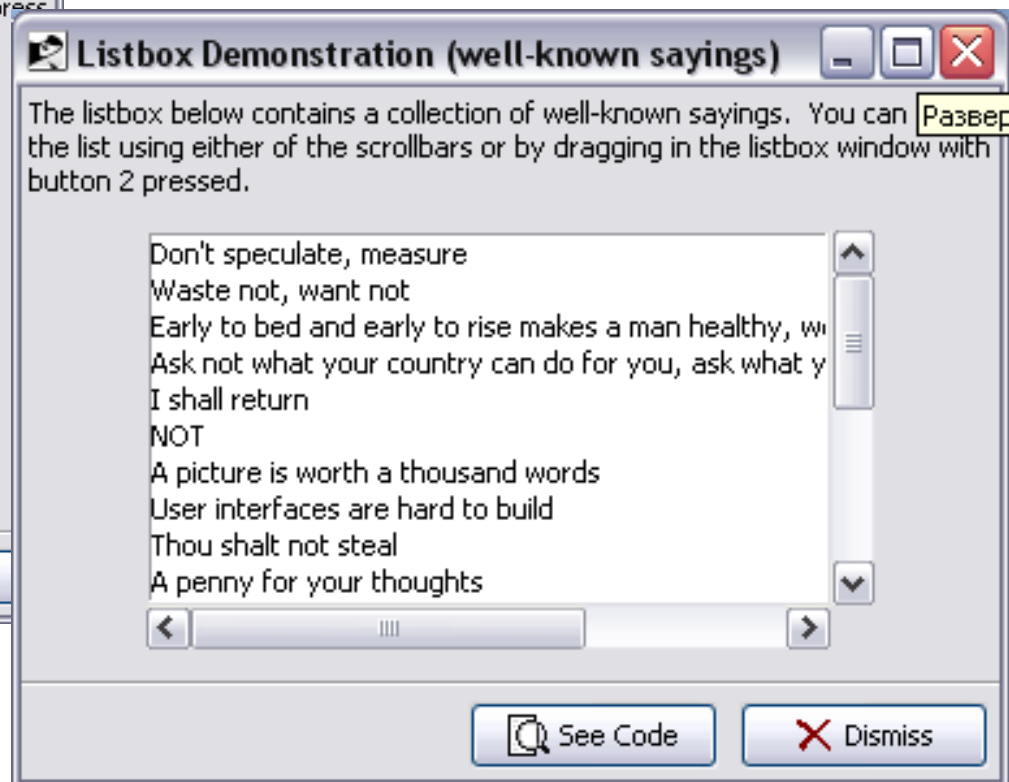 press
Listbox Demonstration (well-known sayings)
The listbox below contains a collection of well-known sayings. You can
Развер
the list using either of the scrollbars or by dragging in the listbox window with
button 2 pressed.
Don't speculate, measure
Waste not, want not
Early to bed and early to rise makes a man healthy,
Ask not what your country can do for you, ask what y
I shall return
NOT
A picture is worth a thousand words
User interfaces are hard to build
Thou shalt not steal
A penny for your thoughts
See Code
Dismiss